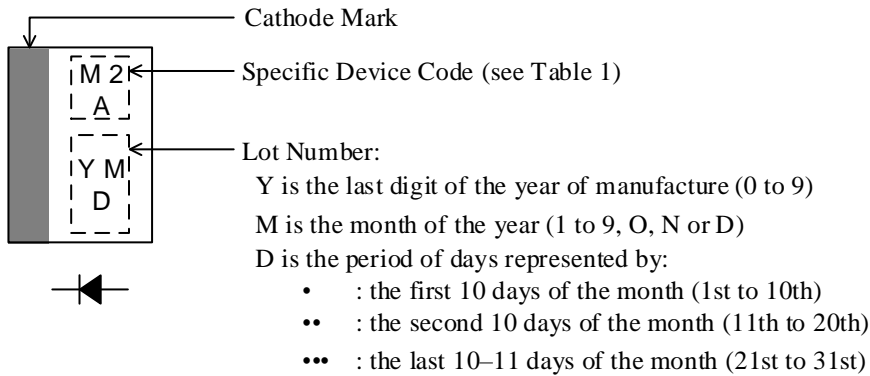 Cathode Mark
M 2
A
Specific Device Code (see Table 1)
Y M
D
Lot Number:
Y is the last digit of the year of manufacture (0 to 9)
M is the month of the year (1 to 9, O, N or D)
D is the period of days represented by:
• : the first 10 days of the month (1st to 10th)
•• : the second 10 days of the month (11th to 20th)
••• : the last 10–11 days of the month (21st to 31st)